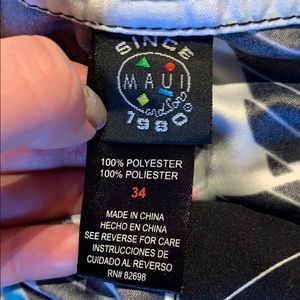 SINCE
MAUI
and Sons
1980®
100% POLYESTER
100% POLIESTER
34
MADE IN CHINA
HECHO EN CHINA
SEE REVERSE FOR CARE
INSTRUCCIONES DE
CUIDADO AL REVERSO
RN# 82698